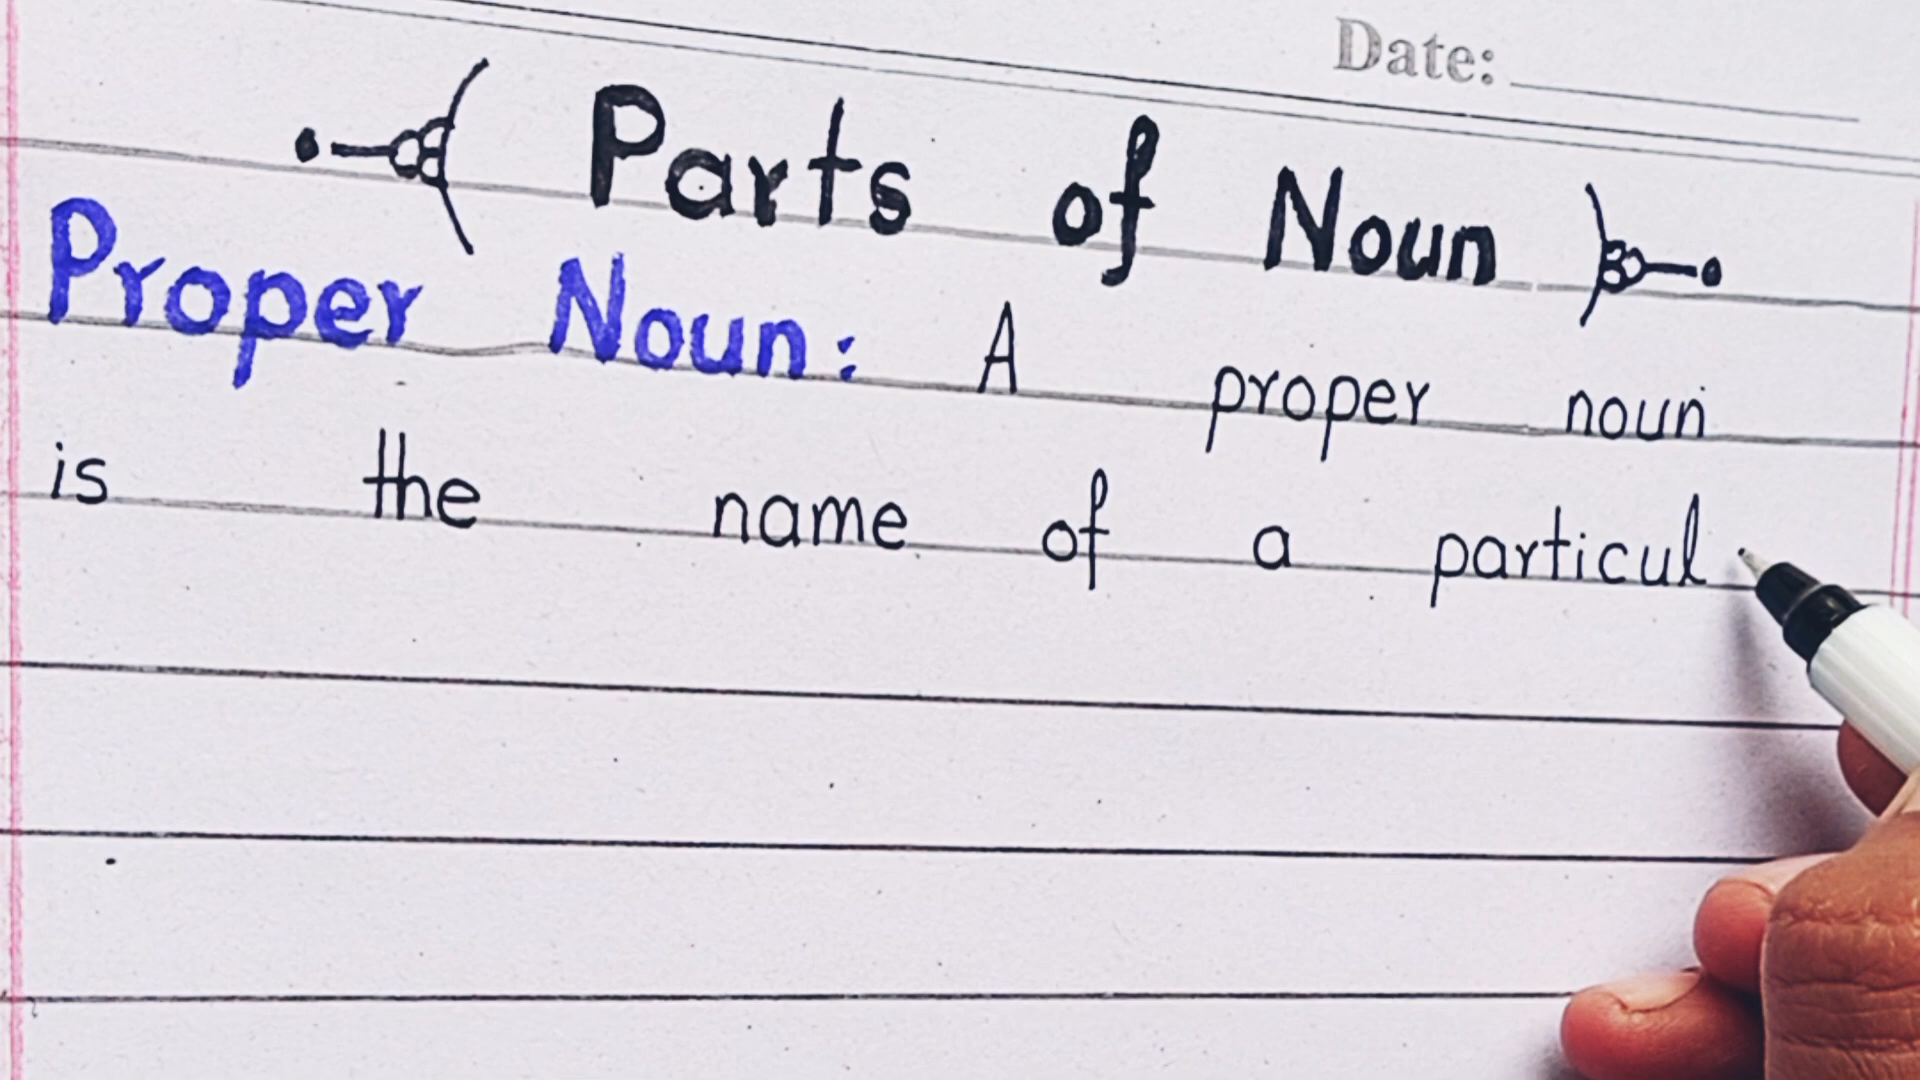 Date:
Parts of Noun
Proper Noun: A proper noun
is the name of a particul